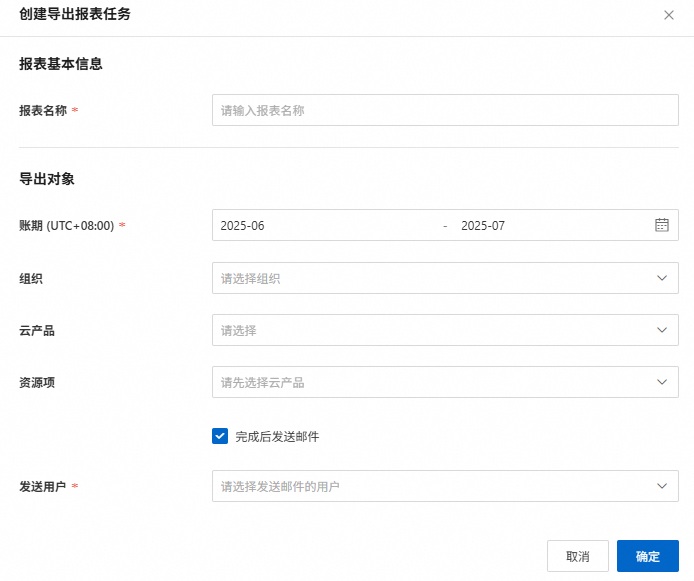 创建导出报表任务
报表基本信息
报表名称 *
请输入报表名称
导出对象
账期 (UTC+08:00) *
2025-06 - 2025-07
组织
请选择组织
云产品
请选择
资源项
请先选择云产品
完成后发送邮件
发送用户 *
请选择发送邮件的用户
取消
确定